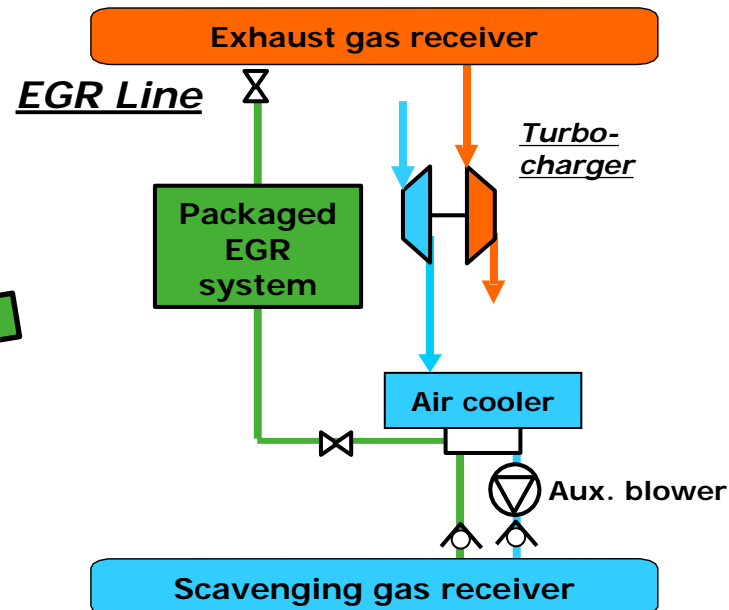 Exhaust gas receiver
EGR Line
Turbo-
charger
Packaged
EGR
system
Air cooler
Aux. blower
Scavenging gas receiver